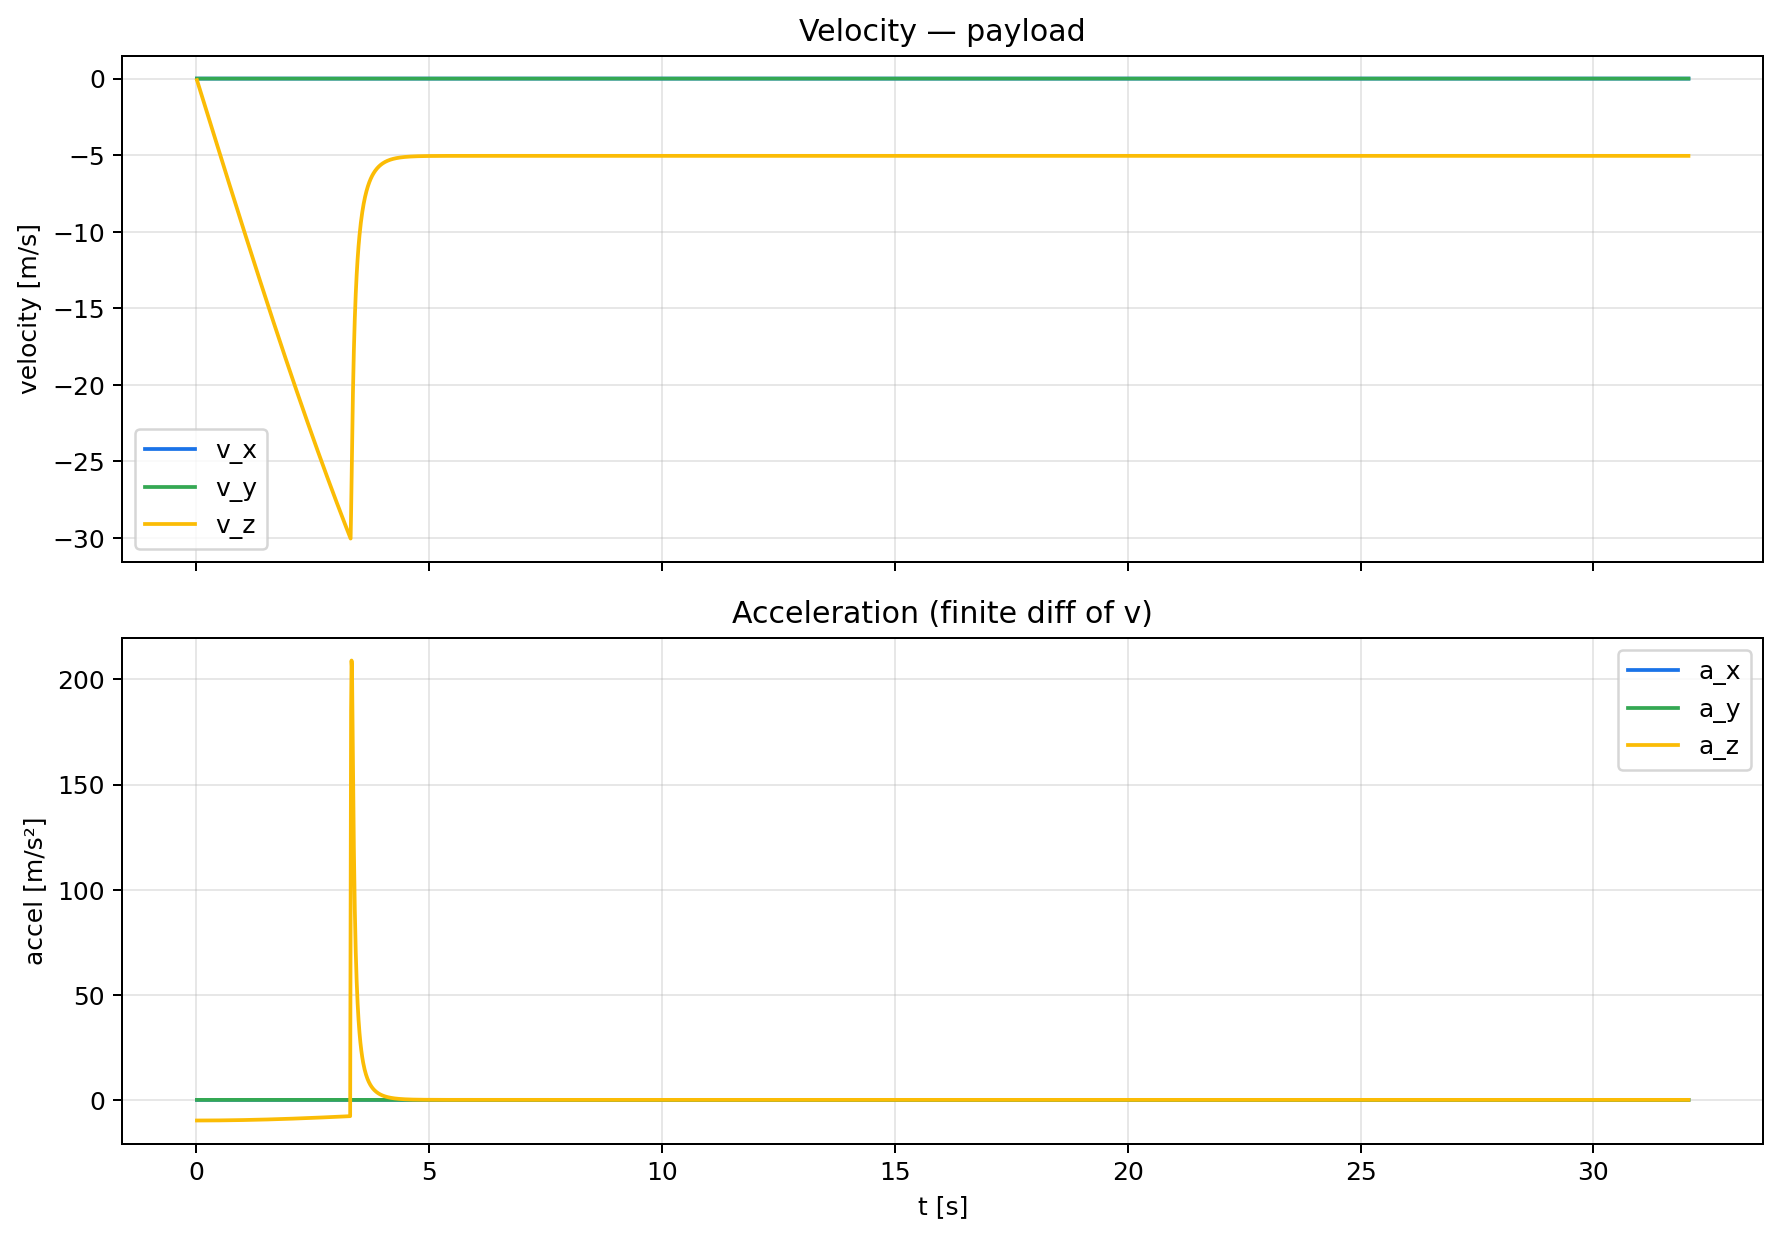 Velocity — payload
velocity [m/s]
0
−5
−10
−15
−20
−25
−30
v_x
v_y
v_z
Acceleration (finite diff of v)
accel [m/s²]
200
150
100
50
0
a_x
a_y
a_z
0 5 10 15 20 25 30
t [s]